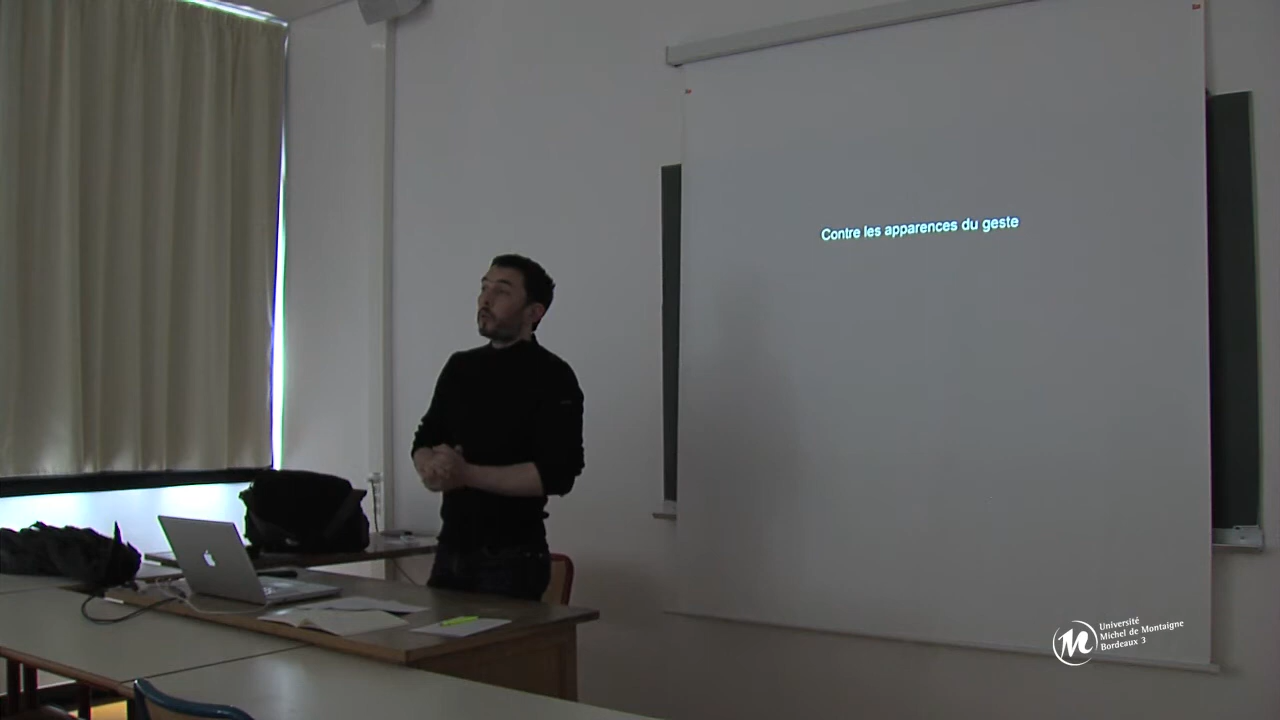 Contre les apparences du geste
Université
Michel de Montaigne
Bordeaux 3